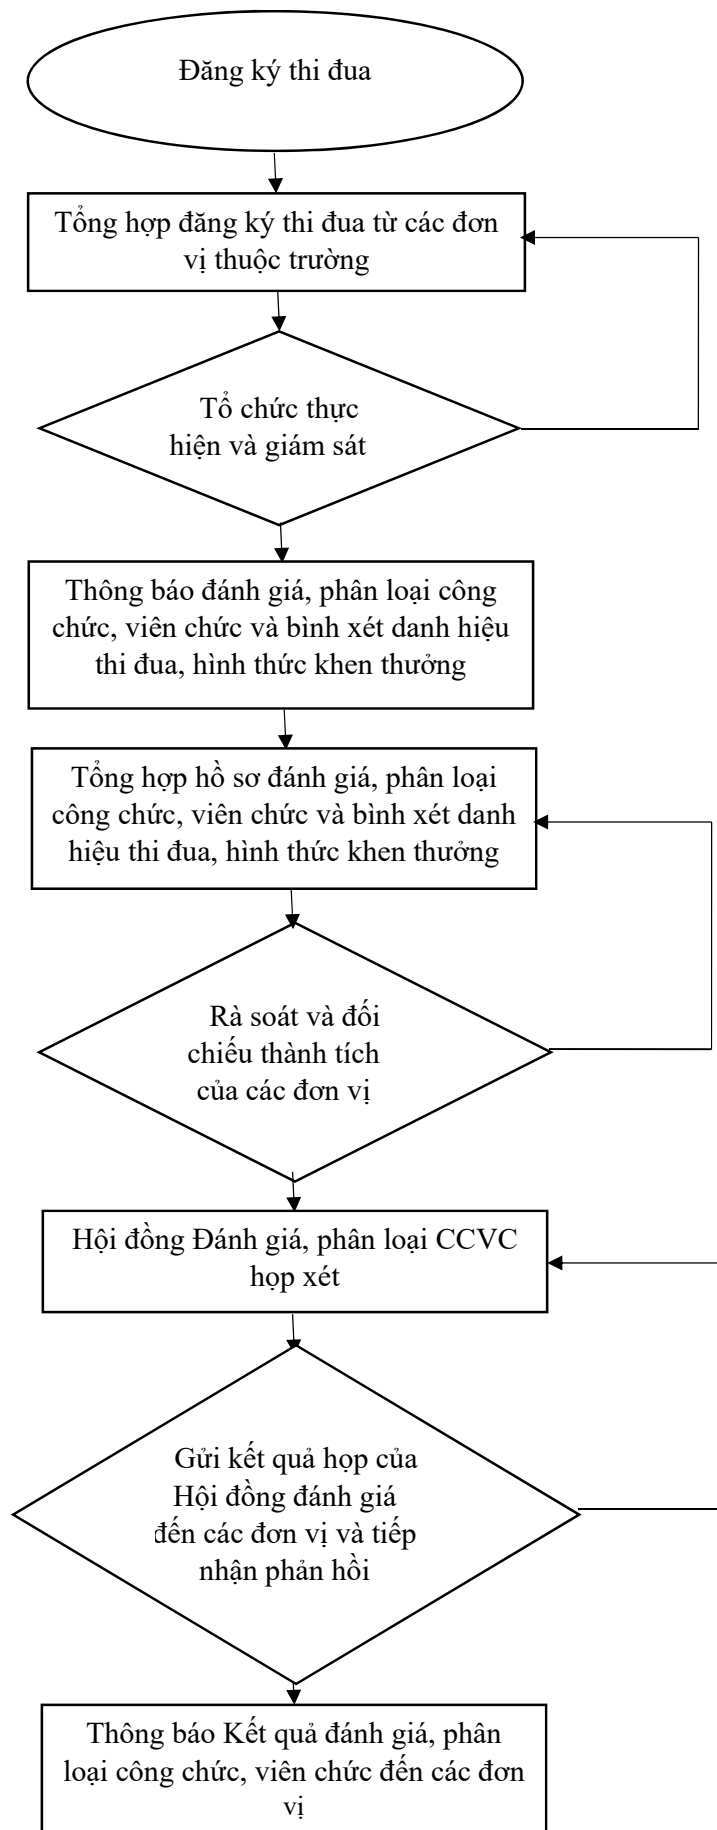 Đăng ký thi đua
Tổng hợp đăng ký thi đua từ các đơn
vị thuộc trường
Tổ chức thực
hiện và giám sát
Thông báo đánh giá, phân loại công
chức, viên chức và bình xét danh hiệu
thi đua, hình thức khen thưởng
Tổng hợp hồ sơ đánh giá, phân loại
công chức, viên chức và bình xét danh
hiệu thi đua, hình thức khen thưởng
Rà soát và đối
chiếu thành tích
của các đơn vị
Hội đồng Đánh giá, phân loại CCVC
họp xét
Gửi kết quả họp của
Hội đồng đánh giá
đến các đơn vị và tiếp
nhận phản hồi
Thông báo Kết quả đánh giá, phân
loại công chức, viên chức đến các đơn
vị